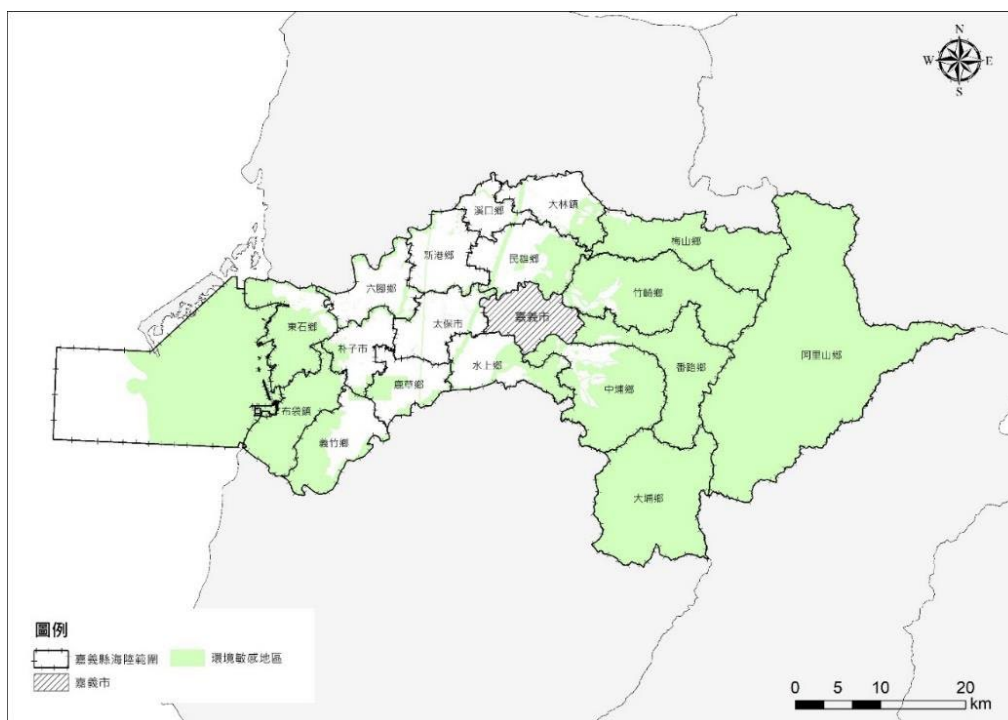 N
W E
S
大林鎮
溪口鄉
梅山鄉
新港鄉
民雄鄉
竹崎鄉
六腳鄉
嘉義市
太保市
東石鄉
朴子市
水上鄉
番路鄉
阿里山鄉
鹿草鄉
中埔鄉
布袋鎮
義竹鄉
大埔鄉
圖例
嘉義縣海陸範圍
環境敏感地區
嘉義市
0 5 10 20
km